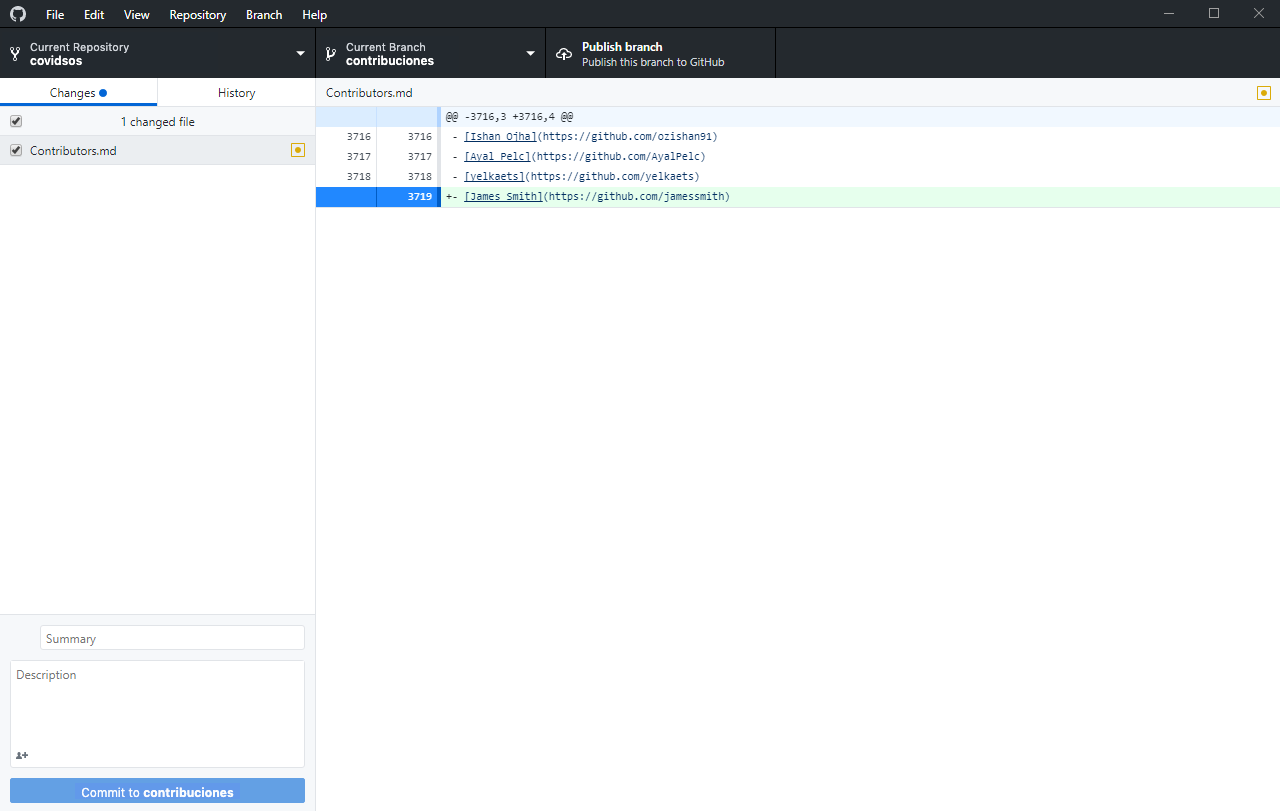 File Edit View Repository Branch Help
Current Repository
covidsos
Current Branch
contribuciones
Publish branch
Publish this branch to GitHub
Changes
History
Contributors.md
1 changed file
Contributors.md
@@ -3716,3 +3716,4 @@
3716 3716 - [Ishan Ojha](https://github.com/ozishan91)
3717 3717 - [Ayal Pelc](https://github.com/AyalPelc)
3718 3718 - [yelkaets](https://github.com/yelkaets)
3719 +- [James Smith](https://github.com/jamessmith)
Summary
Description
Commit to contribuciones